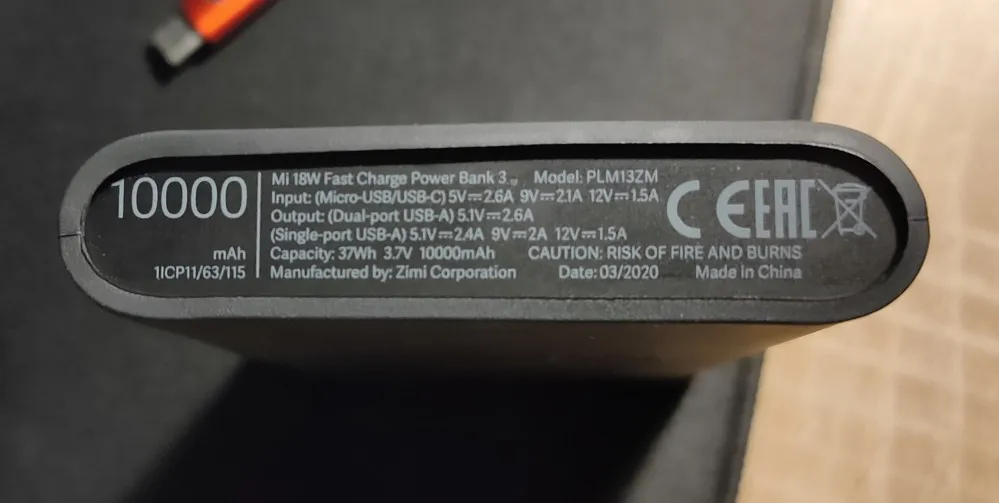 10000
mAh
1ICP11/63/115
Mi 18W Fast Charge Power Bank 3 Model: PLM13ZM
Input: (Micro-USB/USB-C) 5V⎓2.6A 9V⎓2.1A 12V⎓1.5A
Output: (Dual-port USB-A) 5.1V⎓2.6A
(Single-port USB-A) 5.1V⎓2.4A 9V⎓2A 12V⎓1.5A
Capacity: 37Wh 3.7V 10000mAh CAUTION: RISK OF FIRE AND BURNS
Manufactured by: Zimi Corporation Date: 03/2020 Made in China
CE EAC